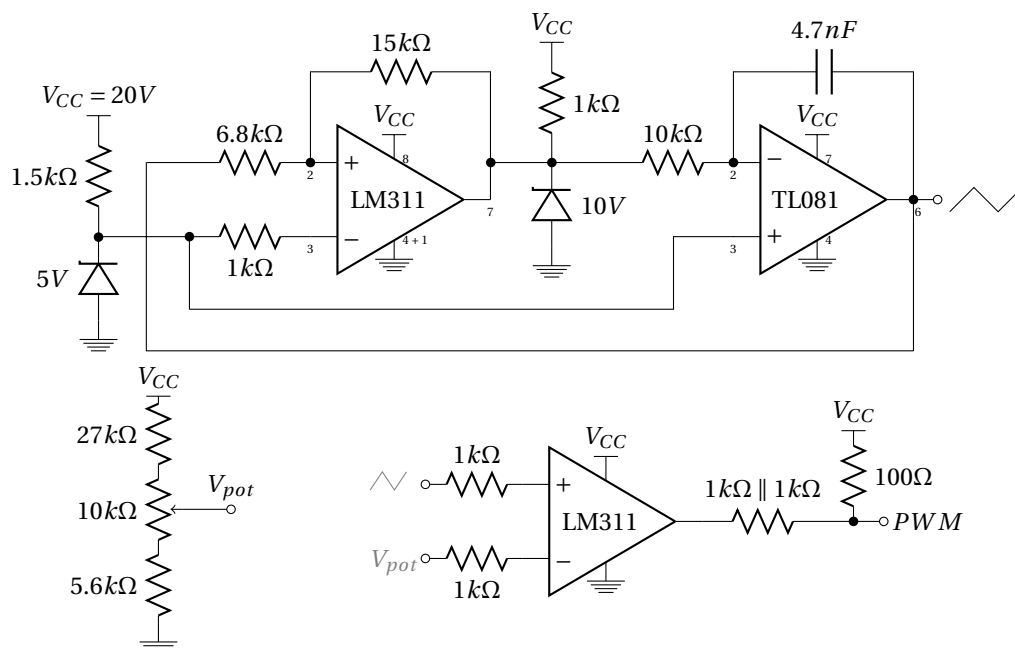 4.7nF
V_CC
15kΩ
V_CC = 20V
V_CC
1kΩ
V_CC
6.8kΩ
10kΩ
8
7
1.5kΩ
+
2
−
2
LM311
7
TL081
6
10V
−
3
+
3
4+1
4
1kΩ
5V
V_CC
V_CC
27kΩ
V_CC
1kΩ
100Ω
V_pot
+
1kΩ ∥ 1kΩ
10kΩ
LM311
PWM
V_pot
−
5.6kΩ
1kΩ